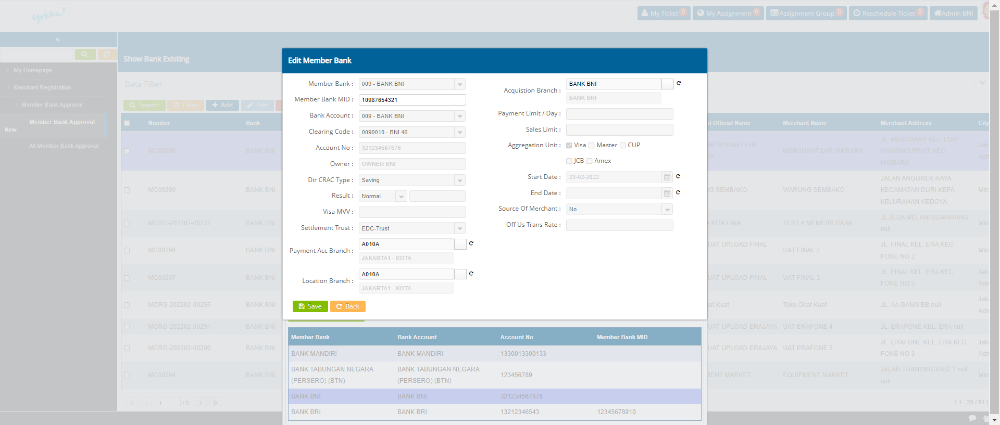 yokke!
My Ticket 0
My Assignment 0
Assignment Group 0
Reschedule Ticket 0
Admin BNI
My Homepage
Merchant Registration
Member Bank Approval
Member Bank Approval New
All Member Bank Approval
Show Bank Existing
Data Filter
Search Clear Add Edit
Number Bank
MC00298 BANK BNI
MC00299 BANK BNI
MCRG-202202-00237 BANK BNI
MC00296 BANK BNI
MC00297 BANK BNI
MCRG-202202-00255 BANK BNI
MCRG-202202-00291 BANK BNI
MCRG-202202-00290 BANK BNI
MC00294 BANK BNI
1 / 5
Edit Member Bank
Member Bank : 009 - BANK BNI
Member Bank MID : 10987654321
Bank Account : 009 - BANK BNI
Clearing Code : 0090010 - BNI 46
Account No : 321234567876
Owner : OWNER BNI
Dir CRAC Type : Saving
Result : Normal
Visa MVV :
Settlement Trust : EDC-Trust
Payment Acc Branch : A010A
JAKARTA1 - KOTA
Location Branch : A010A
JAKARTA1 - KOTA
Acquistion Branch : BANK BNI
BANK BNI
Payment Limit / Day :
Sales Limit :
Aggregation Unit : Visa Master CUP
JCB Amex
Start Date : 23-02-2022
End Date :
Source Of Merchant : No
Off Us Trans Rate :
Save Back
Member Bank Bank Account Account No Member Bank MID
BANK MANDIRI BANK MANDIRI 1330013300133
BANK TABUNGAN NEGARA (PERSERO) (BTN) BANK TABUNGAN NEGARA (PERSERO) (BTN) 123456789
BANK BNI BANK BNI 321234567876
BANK BRI BANK BRI 13212346543 12345678910
Official Name Merchant Name Merchant Address City
MERCHANT LHF
MERCHANT LHF HIMBARA
JL. MERCHANT KEL. LOW
HANGING FRUIT KEC
HIMBARA
SEMBAKO WARUNG SEMBAKO
JALAN ANGGREK RAYA
KECAMATAN DURI KEPA
KELURAHAN KEDOYA
KITA LIMA TEST 4 MEMEBR BANK
JL JEDA MELANI SEMARANG
null
UAT UPLOAD FINAL UAT FINAL 2
JL. FINAL KEL. ERA KEC.
FONE NO 2
UAT UPLOAD FINAL UAT FINAL 3
JL. FINAL KEL. ERA KEC
FONE NO 3
Kuat Toko Obat Kuat JL. AA GANG BB null
UAT UPLOAD ERAJAYA UAT ERAFONE 4 JL. ERAFONE KEL. ERA null
UAT UPLOAD ERAJAYA UAT ERAFONE 3
JL. ERAFONE KEL. ERA KEC.
FONE NO 3
MARKET EQUIPMENT MARKET
JALAN TRANSMIGRASI 1 null
null
[ 1 - 20 / 81 ]